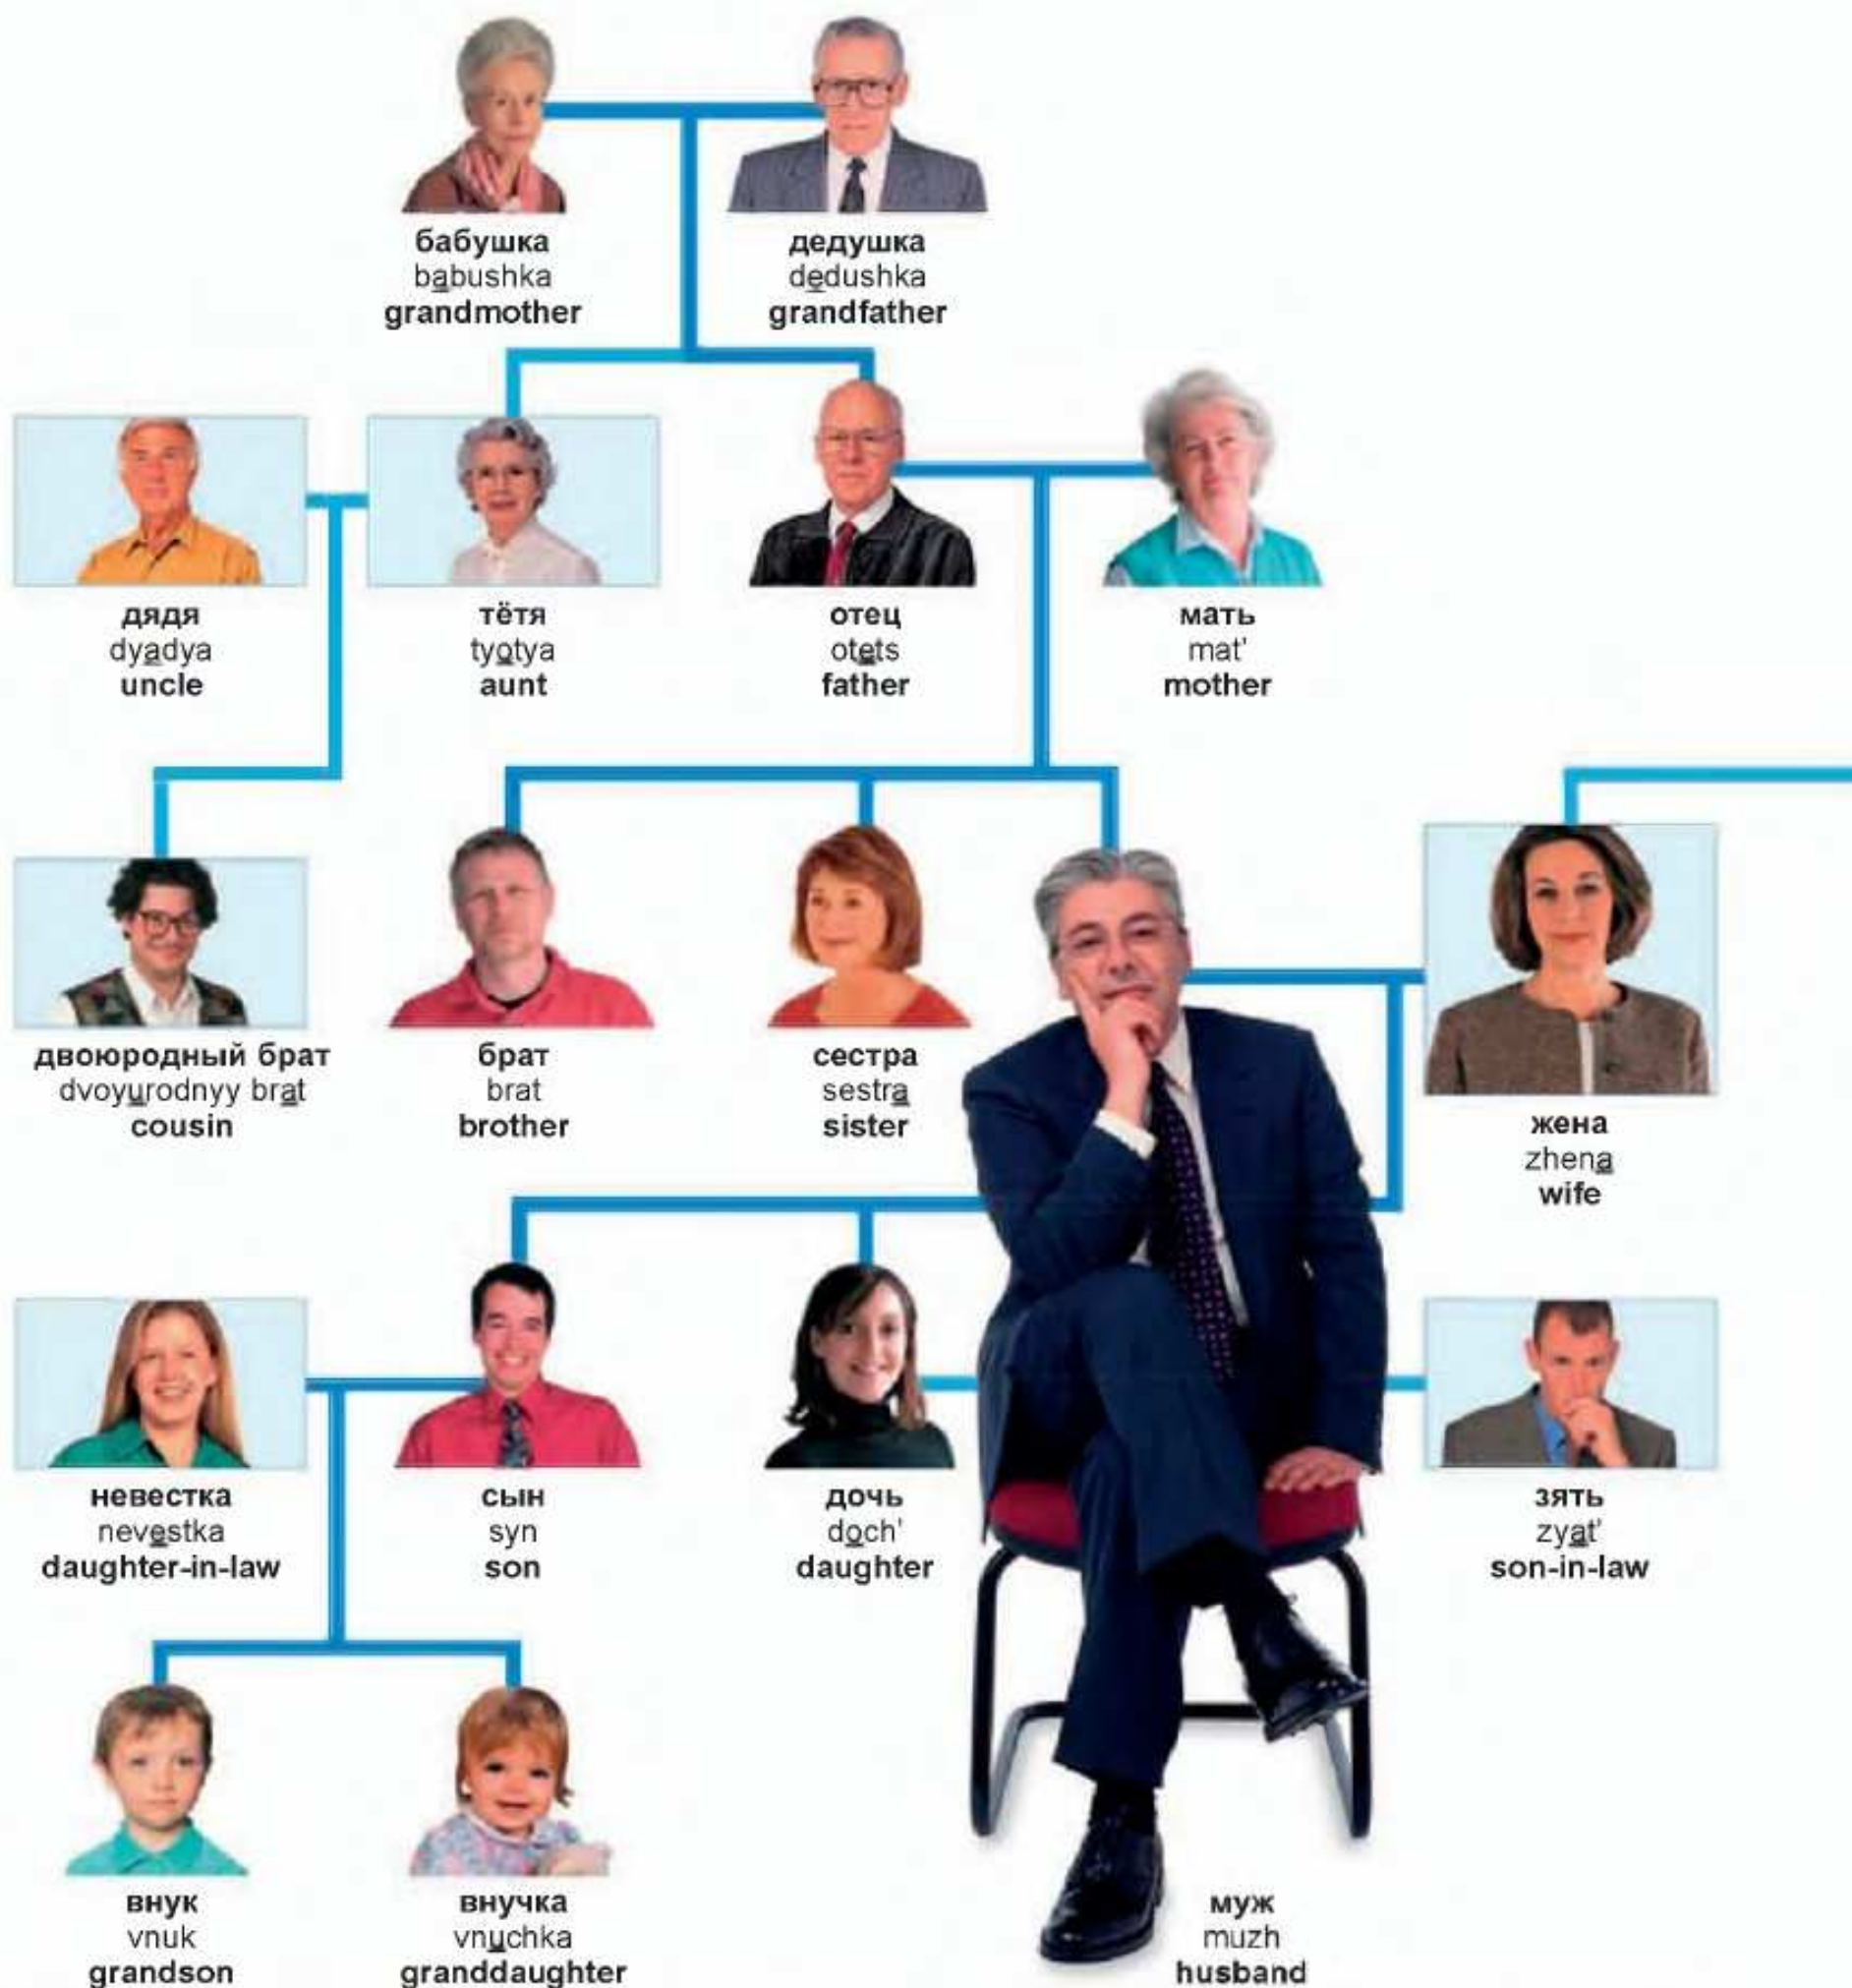 бабушка
babushka
grandmother
дедушка
dedushka
grandfather
дядя
dyadya
uncle
тётя
tyotya
aunt
отец
otets
father
мать
mat'
mother
двоюродный брат
dvoyurodnyy brat
cousin
брат
brat
brother
сестра
sestra
sister
жена
zhena
wife
невестка
nevestka
daughter-in-law
сын
syn
son
дочь
doch'
daughter
зять
zyat'
son-in-law
внук
vnuk
grandson
внучка
vnuchka
granddaughter
муж
muzh
husband